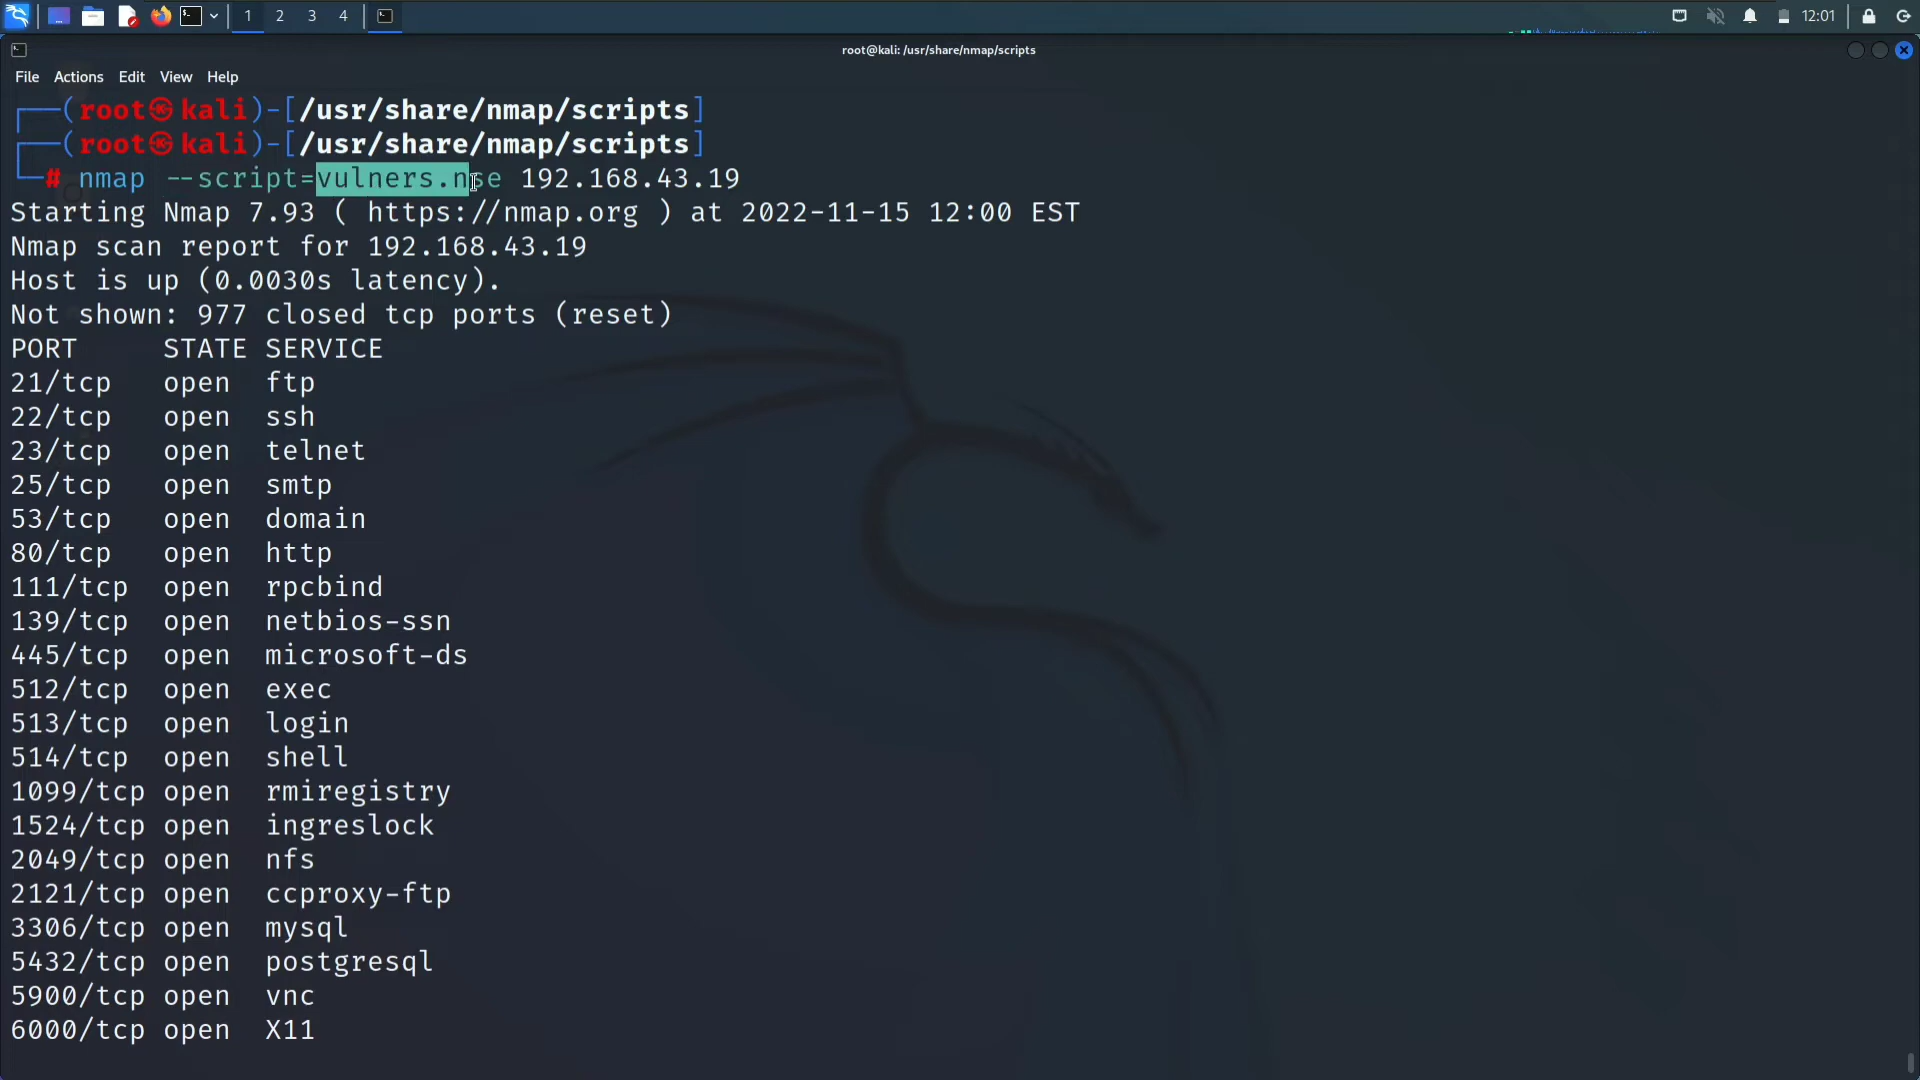 1 2 3 4 12:01
root@kali: /usr/share/nmap/scripts
File Actions Edit View Help
┌──(root㉿kali)-[/usr/share/nmap/scripts]
┌──(root㉿kali)-[/usr/share/nmap/scripts]
└─# nmap --script=vulners.nse 192.168.43.19
Starting Nmap 7.93 ( https://nmap.org ) at 2022-11-15 12:00 EST
Nmap scan report for 192.168.43.19
Host is up (0.0030s latency).
Not shown: 977 closed tcp ports (reset)
PORT     STATE SERVICE
21/tcp   open  ftp
22/tcp   open  ssh
23/tcp   open  telnet
25/tcp   open  smtp
53/tcp   open  domain
80/tcp   open  http
111/tcp  open  rpcbind
139/tcp  open  netbios-ssn
445/tcp  open  microsoft-ds
512/tcp  open  exec
513/tcp  open  login
514/tcp  open  shell
1099/tcp open  rmiregistry
1524/tcp open  ingreslock
2049/tcp open  nfs
2121/tcp open  ccproxy-ftp
3306/tcp open  mysql
5432/tcp open  postgresql
5900/tcp open  vnc
6000/tcp open  X11